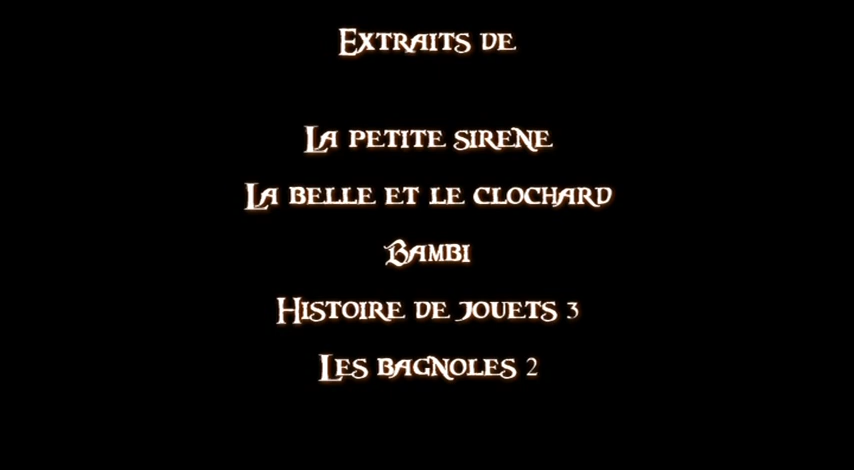 Extraits de
La petite sirene
La belle et le clochard
Bambi
Histoire de jouets 3
Les bagnoles 2